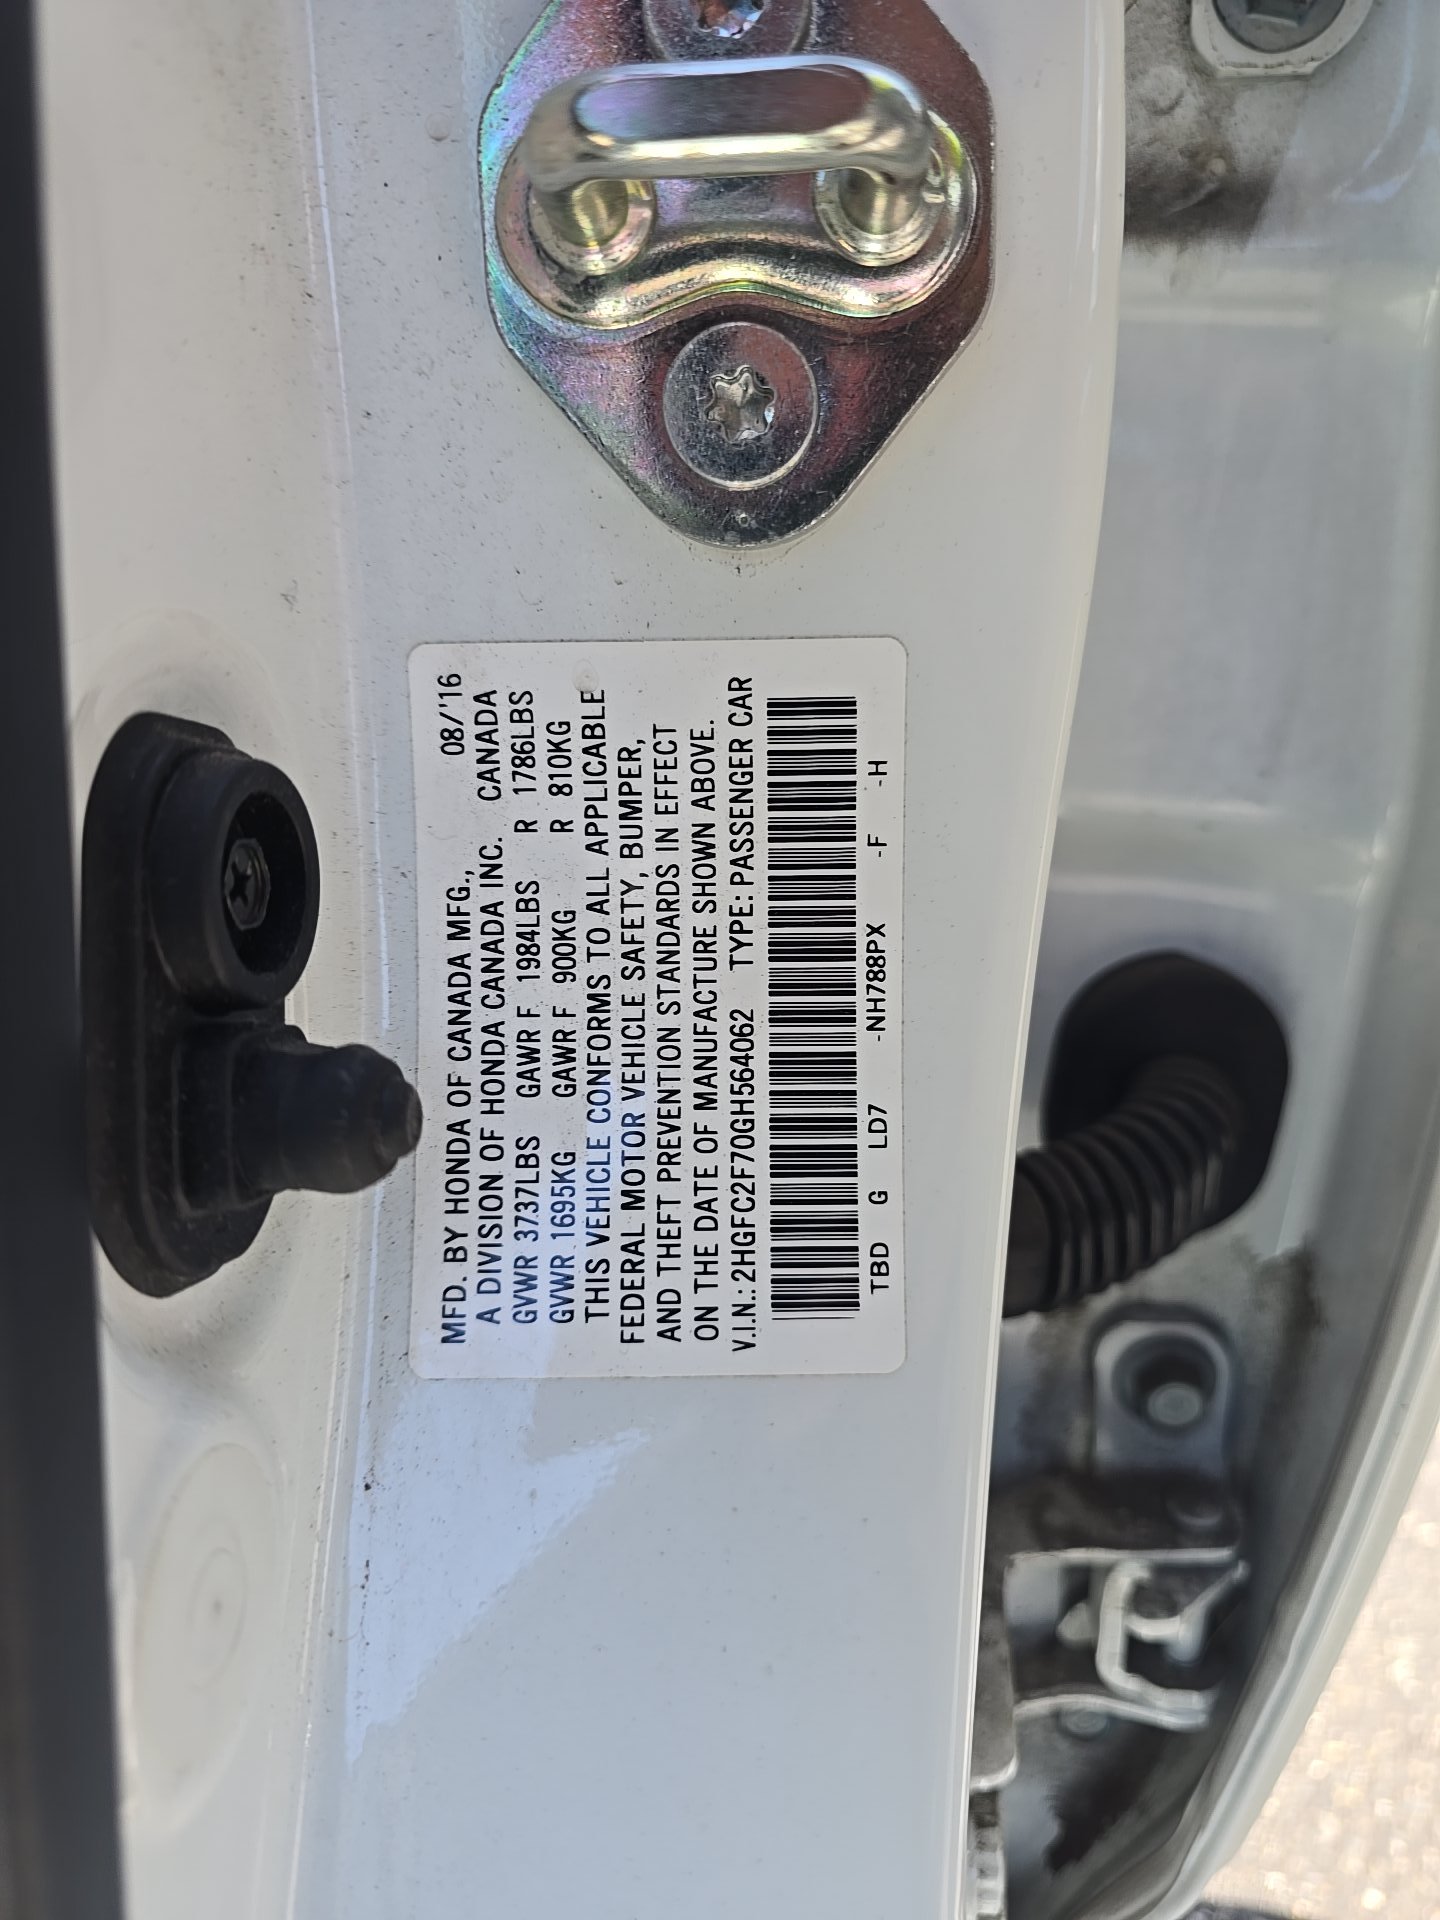 MFD. BY HONDA OF CANADA MFG., 08/'16
A DIVISION OF HONDA CANADA INC. CANADA
GVWR 3737LBS GAWR F 1984LBS R 1786LBS
GVWR 1695KG GAWR F 900KG R 810KG
THIS VEHICLE CONFORMS TO ALL APPLICABLE
FEDERAL MOTOR VEHICLE SAFETY, BUMPER,
AND THEFT PREVENTION STANDARDS IN EFFECT
ON THE DATE OF MANUFACTURE SHOWN ABOVE.
V.I.N.: 2HGFC2F70GH564062 TYPE: PASSENGER CAR
TBD G LD7 -NH788PX -F -H